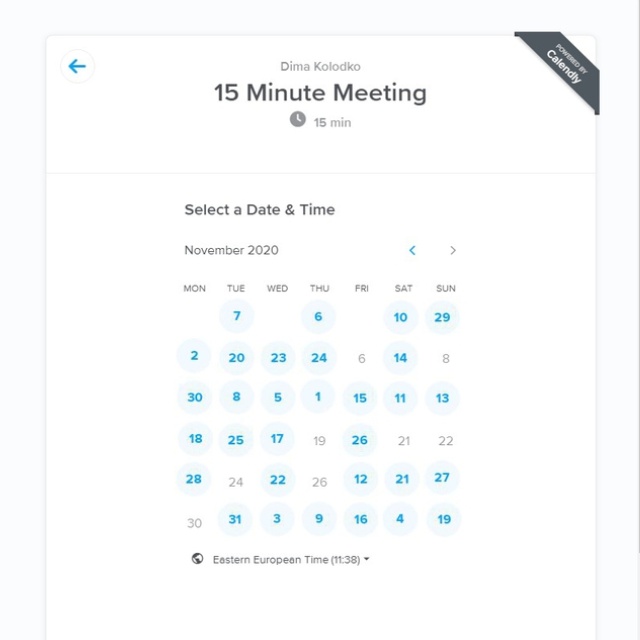 POWERED BY
Calendly
Dima Kolodko
15 Minute Meeting
15 min
Select a Date & Time
November 2020
MON TUE WED THU FRI SAT SUN
7 6 10 29
2 20 23 24 6 14 8
30 8 5 1 15 11 13
18 25 17 19 26 21 22
28 24 22 26 12 21 27
30 31 3 9 16 4 19
Eastern European Time (11:38)